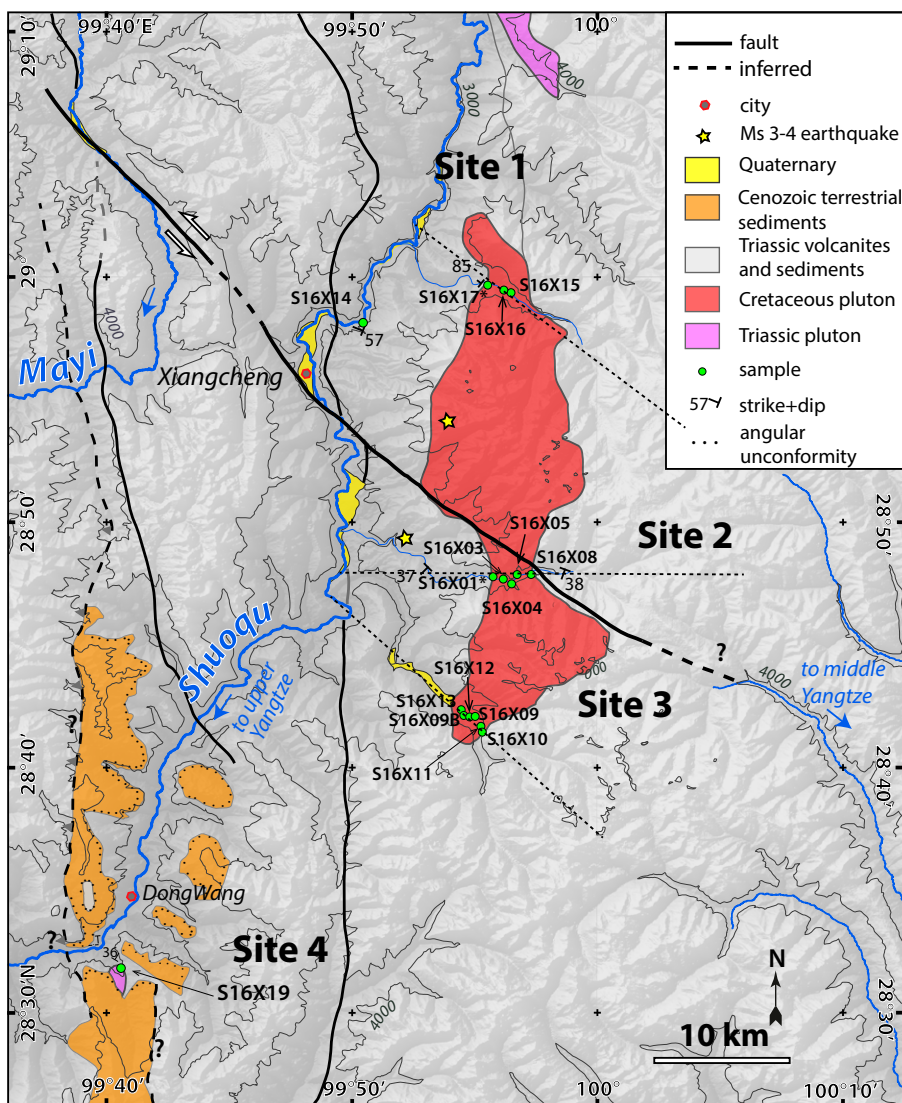 99°40′ E
99°50′
100°
29°10′
4000
3000
fault
inferred
city
Ms 3-4 earthquake
Quaternary
Cenozoic terrestrial
sediments
Triassic volcanites
and sediments
Cretaceous pluton
Triassic pluton
sample
57
strike+dip
angular
unconformity
Site 1
29°
85
S16X15
S16X17*
S16X16
S16X14
57
4000
Mayi
Xiangcheng
28°50′
28°50′
S16X05
Site 2
S16X03
S16X08
37
S16X01*
38
S16X04
Shuoqu
to upper
Yangtze
?
5000
4000
to middle
Yangtze
S16X12
Site 3
S16X13
S16X09B
S16X09
S16X10
S16X11
?
28°40′
28°40′
DongWang
?
36
Site 4
S16X19
28°30′ N
28°30′
4000
?
N
10 km
99°40′
99°50′
100°
100°10′